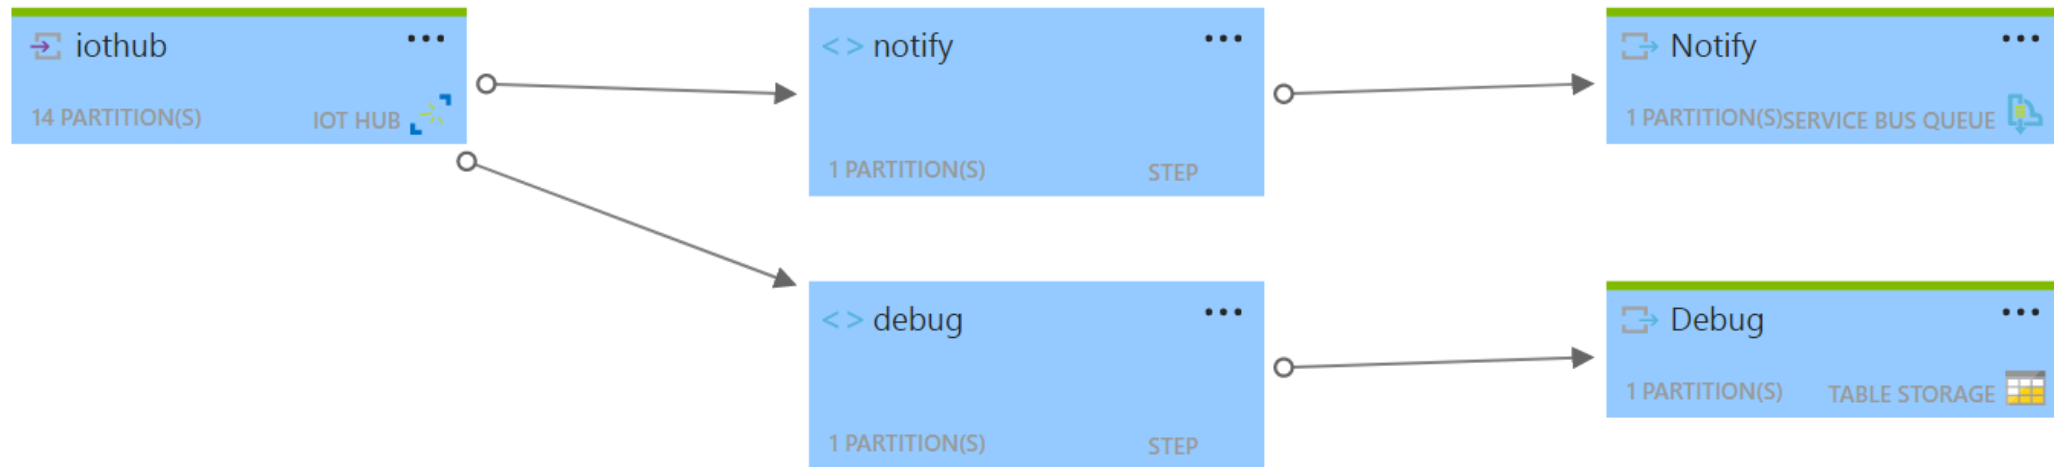 iothub
14 PARTITION(S) IOT HUB
<> notify
1 PARTITION(S) STEP
Notify
1 PARTITION(S) SERVICE BUS QUEUE
<> debug
1 PARTITION(S) STEP
Debug
1 PARTITION(S) TABLE STORAGE